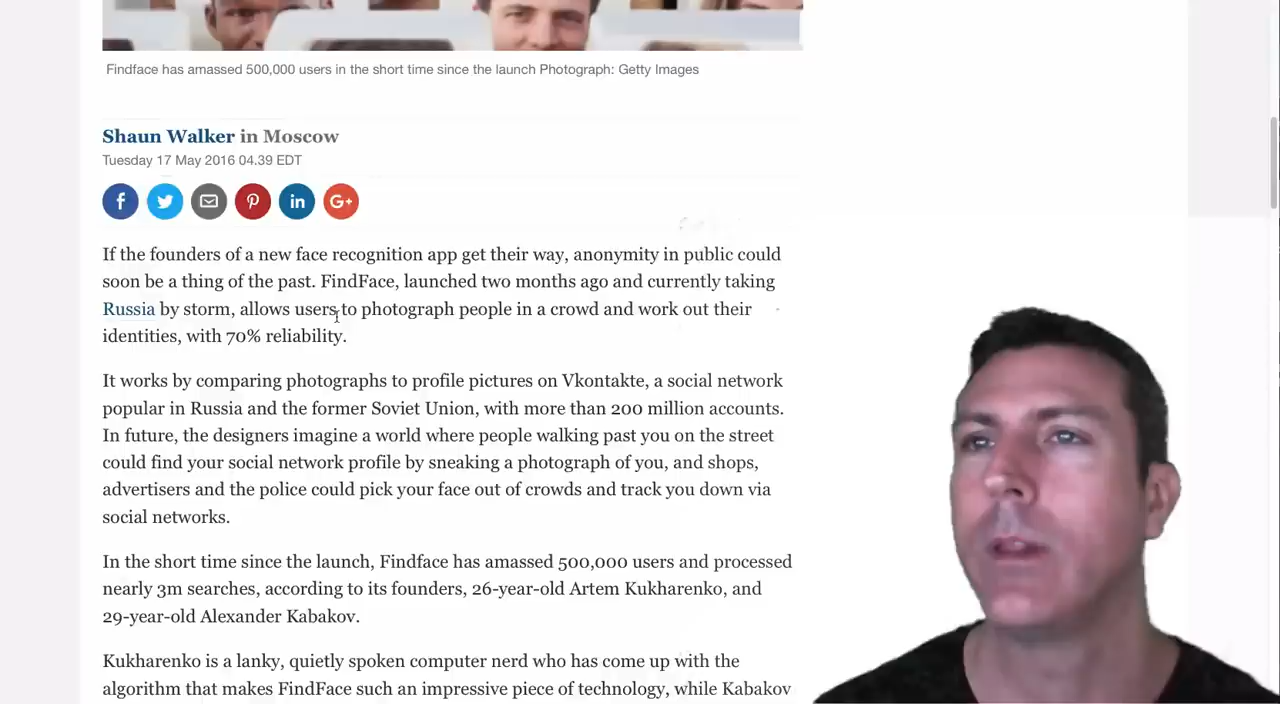 Findface has amassed 500,000 users in the short time since the launch Photograph: Getty Images
Shaun Walker in Moscow
Tuesday 17 May 2016 04.39 EDT
If the founders of a new face recognition app get their way, anonymity in public could
soon be a thing of the past. FindFace, launched two months ago and currently taking
Russia by storm, allows users to photograph people in a crowd and work out their
identities, with 70% reliability.
It works by comparing photographs to profile pictures on Vkontakte, a social network
popular in Russia and the former Soviet Union, with more than 200 million accounts.
In future, the designers imagine a world where people walking past you on the street
could find your social network profile by sneaking a photograph of you, and shops,
advertisers and the police could pick your face out of crowds and track you down via
social networks.
In the short time since the launch, Findface has amassed 500,000 users and processed
nearly 3m searches, according to its founders, 26-year-old Artem Kukharenko, and
29-year-old Alexander Kabakov.
Kukharenko is a lanky, quietly spoken computer nerd who has come up with the
algorithm that makes FindFace such an impressive piece of technology, while Kabakov